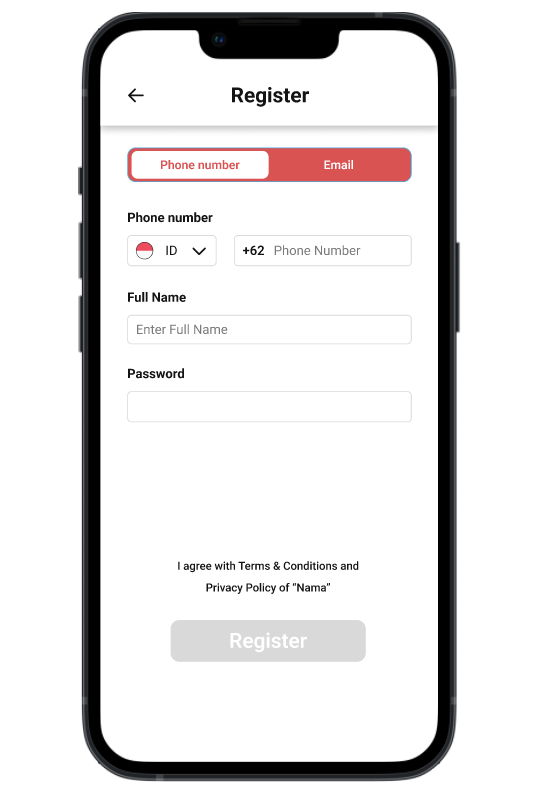 Register
Phone number Email
Phone number
ID +62 Phone Number
Full Name
Enter Full Name
Password
I agree with Terms & Conditions and
Privacy Policy of “Nama”
Register